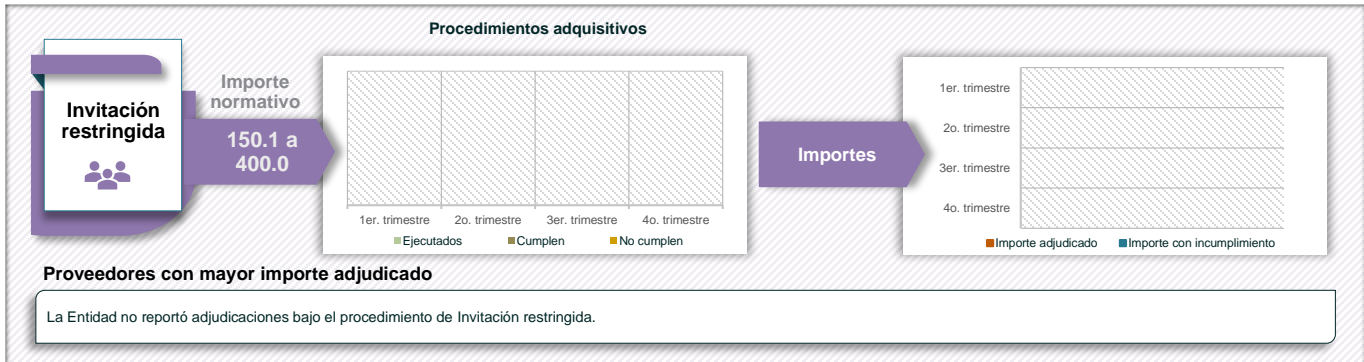 Procedimientos adquisitivos
Invitación
restringida
Importe
normativo
150.1 a
400.0
1er. trimestre
2o. trimestre
3er. trimestre
4o. trimestre
Ejecutados
Cumplen
No cumplen
Importes
1er. trimestre
2o. trimestre
3er. trimestre
4o. trimestre
Importe adjudicado
Importe con incumplimiento
Proveedores con mayor importe adjudicado
La Entidad no reportó adjudicaciones bajo el procedimiento de Invitación restringida.